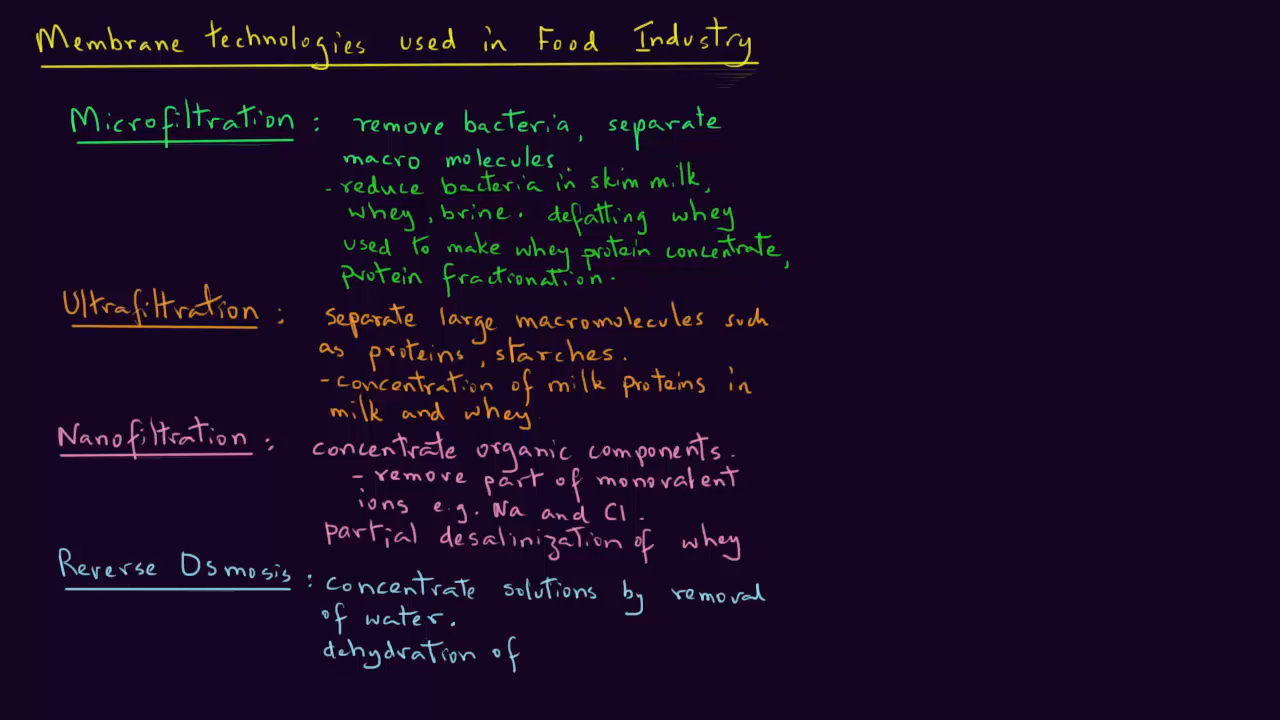 Membrane technologies used in Food Industry
Microfiltration : remove bacteria, separate
macro molecules
- reduce bacteria in skim milk,
whey, brine. defatting whey
used to make whey protein concentrate,
protein fractionation.
Ultrafiltration : separate large macromolecules such
as proteins, starches.
- concentration of milk proteins in
milk and whey
Nanofiltration : concentrate organic components.
- remove part of monovalent
ions e.g. Na and Cl.
partial desalinization of whey
Reverse Osmosis : concentrate solutions by removal
of water.
dehydration of